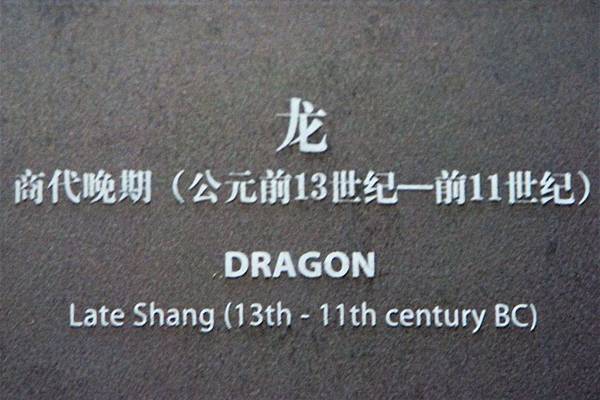 龙
商代晚期（公元前13世纪—前11世纪）
DRAGON
Late Shang (13th - 11th century BC)